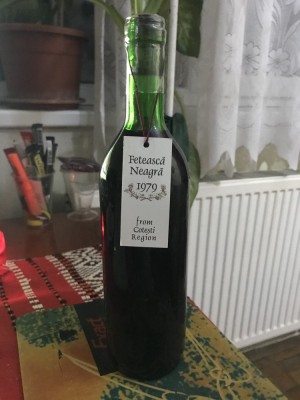 Fetească
Neagră
1979
from
Cotești
Region